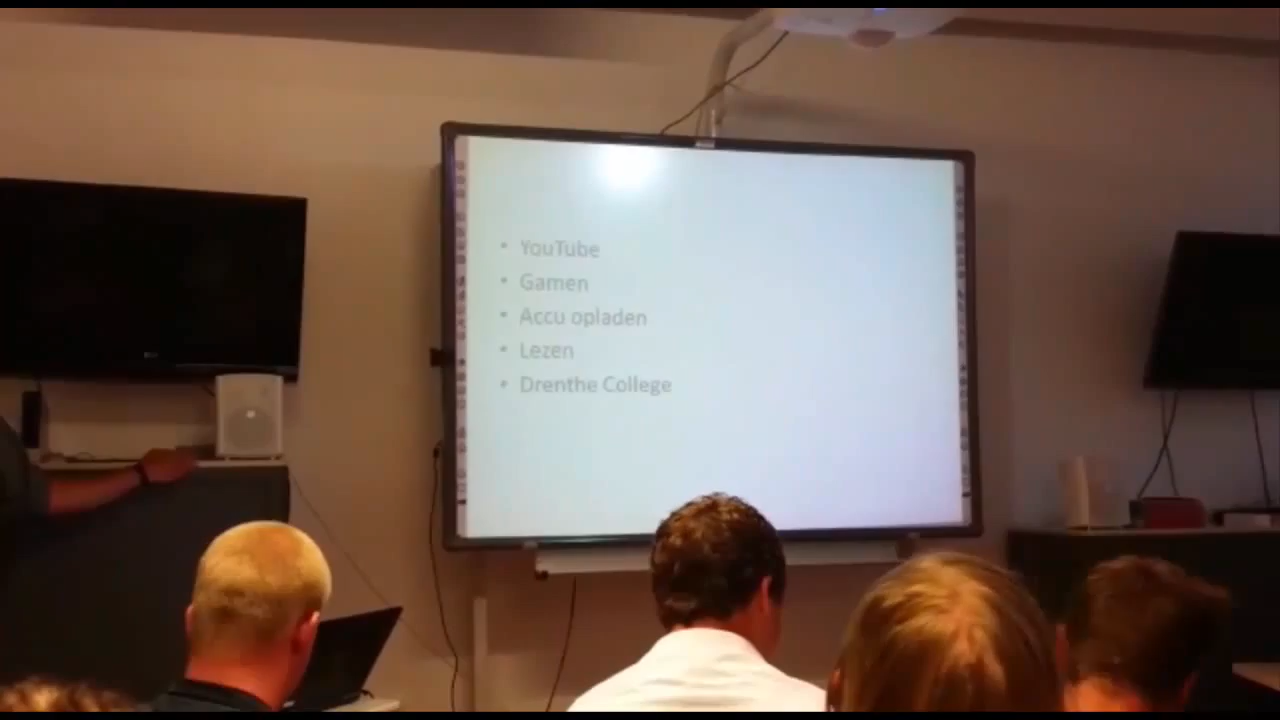 • YouTube
• Gamen
• Accu opladen
• Lezen
• Drenthe College